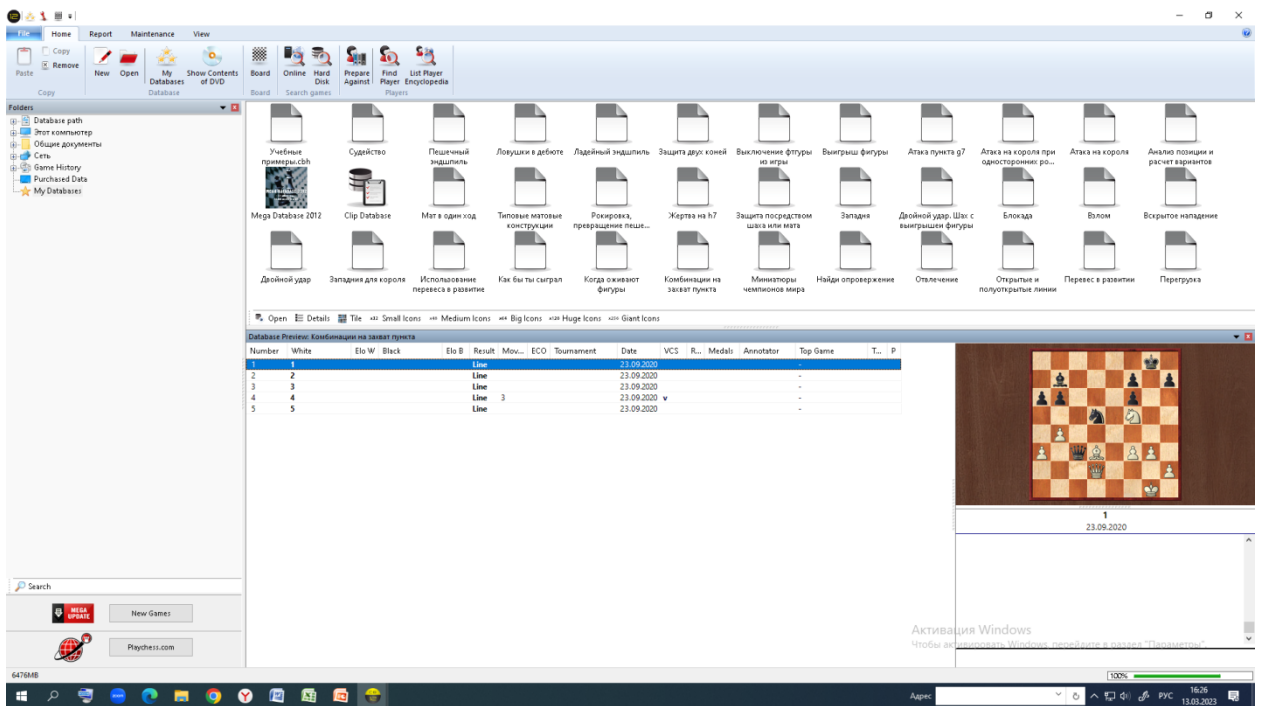 File Home Report Maintenance View
Copy
Remove
Paste New Open My Databases Show Contents of DVD Board Online Hard Disk Prepare Against Find Player List Player Encyclopedia
Copy Database Board Search games Players
Folders
Database path
Этот компьютер
Общие документы
Сеть
Game History
Purchased Data
My Databases
Учебные примеры.cbh Судейство Пешечный эндшпиль Ловушки в дебюте Ладейный эндшпиль Защита двух коней Выключение фтгуры из игры Выигрыш фигуры Атака пункта g7 Атака на короля при односторонних ро... Атака на короля Анализ позиции и расчет вариантов
Mega Database 2012 Clip Database Мат в один ход Типовые матовые конструкции Рокировка, превращение пеше... Жертва на h7 Защита посредством шаха или мата Западня Двойной удар. Шах с выигрышем фигуры Блокада Взлом Вскрытое нападение
Двойной удар Западния для короля Использование перевеса в развитие Как бы ты сыграл Когда оживают фигуры Комбинации на захват пункта Миниатюры чемпионов мира Найди опровержение Отвлечение Открытые и полуоткрытые линии Перевес в развитии Перегрузка
Open Details Tile Small Icons Medium Icons Big Icons Huge Icons Giant Icons
Database Preview: Комбинации на захват пункта
Number White Elo W Black Elo B Result Mov... ECO Tournament Date VCS R... Medals Annotator Top Game T... P
1 1 Line 23.09.2020 -
2 2 Line 23.09.2020 -
3 3 Line 23.09.2020 -
4 4 Line 3 23.09.2020 v -
5 5 Line 23.09.2020 -
1
23.09.2020
Search
MEGA UPDATE New Games
Playchess.com
Активация Windows
Чтобы активировать Windows, перейдите в раздел "Параметры".
6476MB 100%
Адрес РУС 16:26
13.03.2023